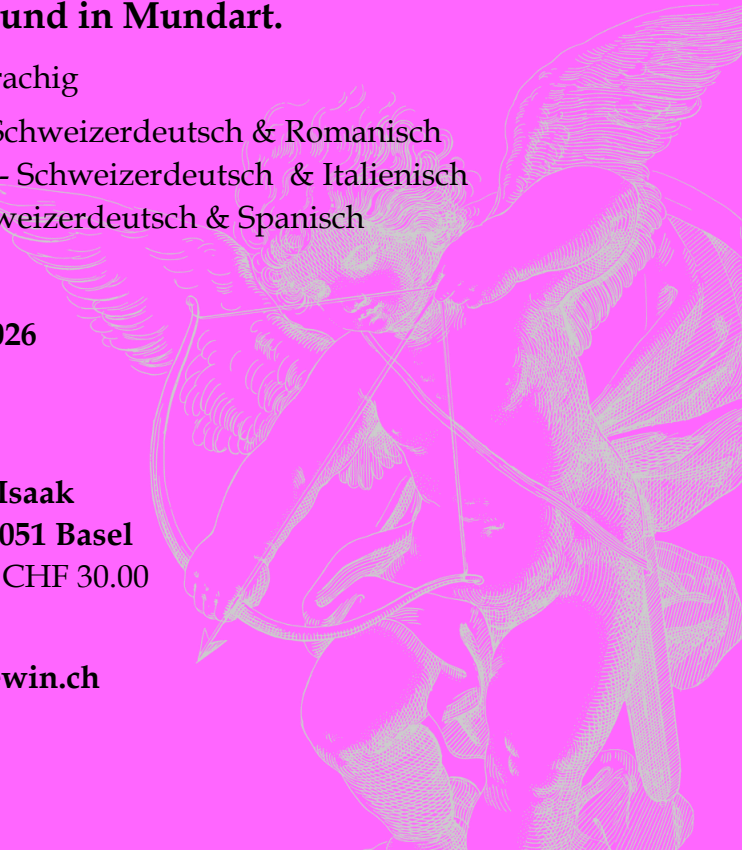 und in Mundart.
rachig
Schweizerdeutsch & Romanisch
– Schweizerdeutsch & Italienisch
weizerdeutsch & Spanisch
026
Isaak
051 Basel
CHF 30.00
win.ch